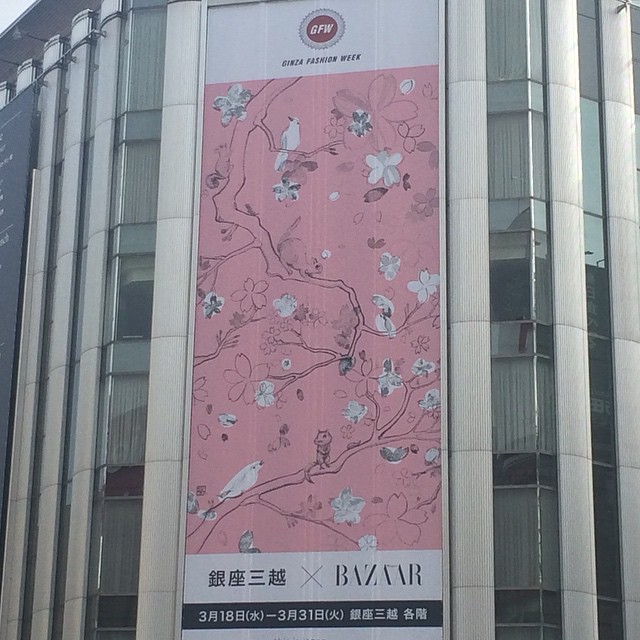 GFW
GINZA FASHION WEEK
銀座三越 × BAZAAR
3月18日(水)ー3月31日(火) 銀座三越 各階